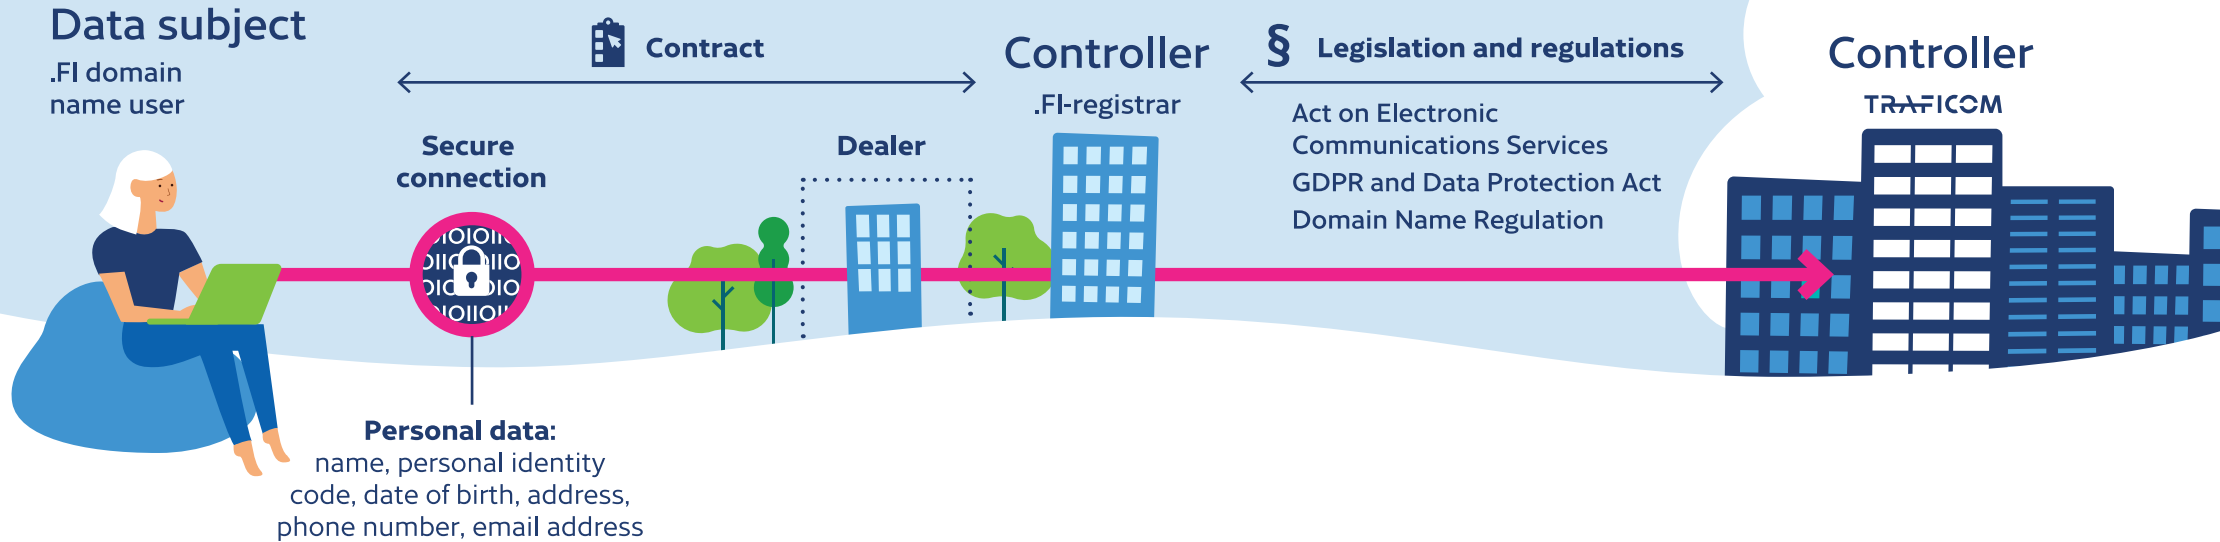 Data subject
.FI domain
name user
Contract
Secure
connection
Personal data:
name, personal identity
code, date of birth, address,
phone number, email address
Dealer
Controller
.FI-registrar
§ Legislation and regulations
Act on Electronic
Communications Services
GDPR and Data Protection Act
Domain Name Regulation
Controller
TRAFICOM